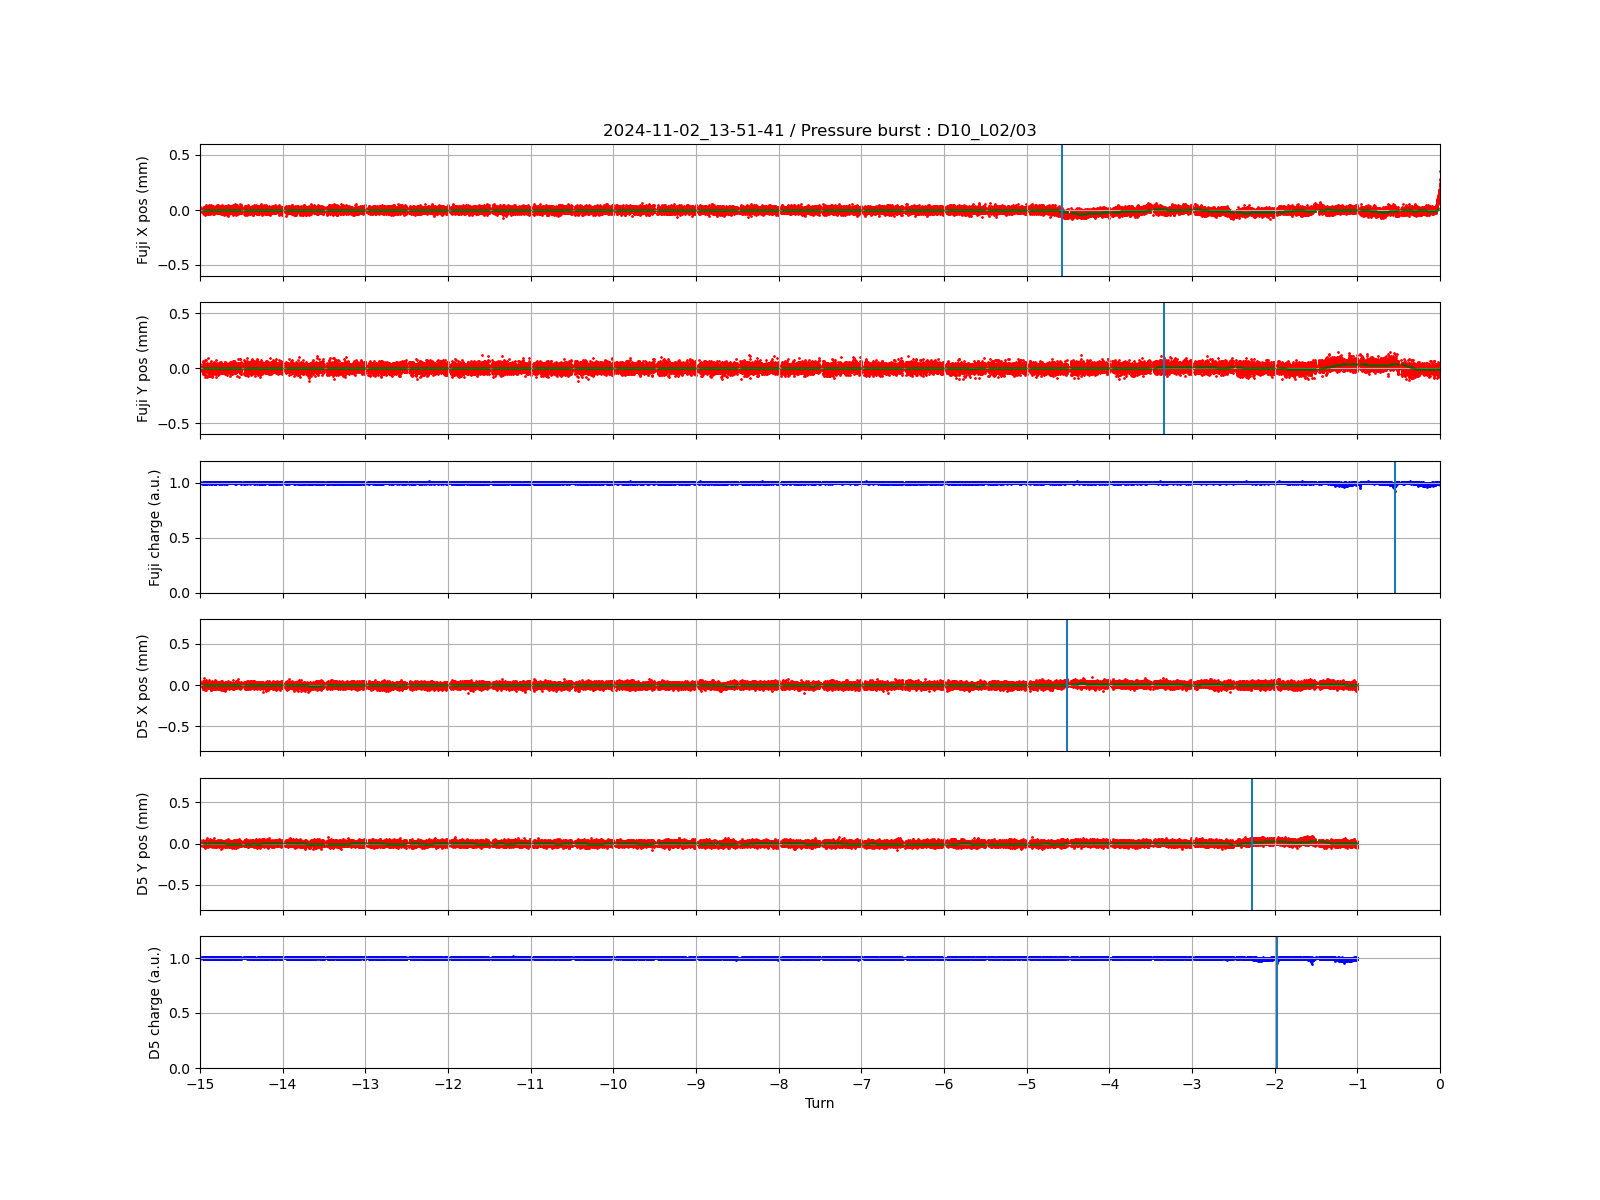 2024-11-02_13-51-41 / Pressure burst : D10_L02/03
Fuji X pos (mm)
0.5
0.0
−0.5
Fuji Y pos (mm)
0.5
0.0
−0.5
Fuji charge (a.u.)
1.0
0.5
0.0
D5 X pos (mm)
0.5
0.0
−0.5
D5 Y pos (mm)
0.5
0.0
−0.5
D5 charge (a.u.)
1.0
0.5
0.0
−15 −14 −13 −12 −11 −10 −9 −8 −7 −6 −5 −4 −3 −2 −1 0
Turn